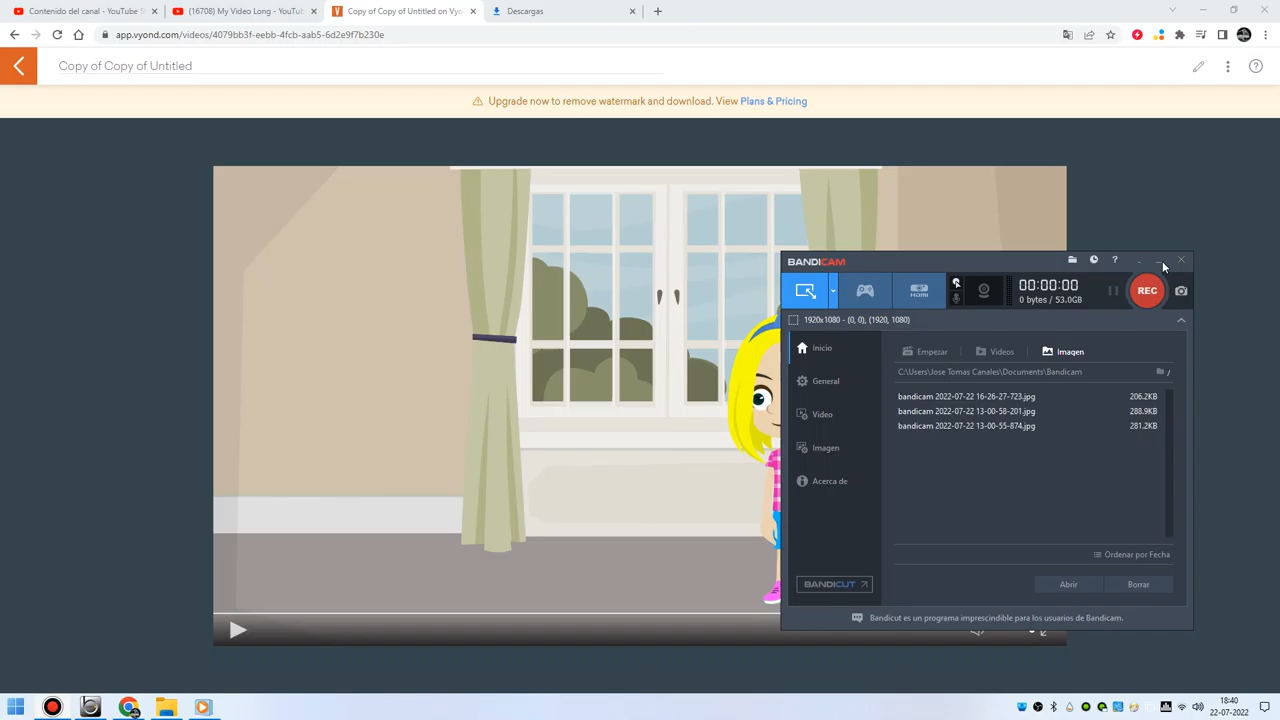 Contenido del canal - YouTube S
(16708) My Video Long - YouTub
Copy of Copy of Untitled on Vyo
Descargas
app.vyond.com/videos/4079bb3f-eebb-4fcb-aab5-6d2e9f7b230e
Copy of Copy of Untitled
Upgrade now to remove watermark and download. View Plans & Pricing
BANDICAM
HDMI
00:00:00
0 bytes / 53.0GB
REC
1920x1080 - (0, 0), (1920, 1080)
Inicio
General
Video
Imagen
Acerca de
BANDICUT
Empezar
Videos
Imagen
C:\Users\Jose Tomas Canales\Documents\Bandicam
/
bandicam 2022-07-22 16-26-27-723.jpg 206.2KB
bandicam 2022-07-22 13-00-58-201.jpg 288.9KB
bandicam 2022-07-22 13-00-55-874.jpg 281.2KB
Ordenar por Fecha
Abrir
Borrar
Bandicut es un programa imprescindible para los usuarios de Bandicam.
18:40
22-07-2022